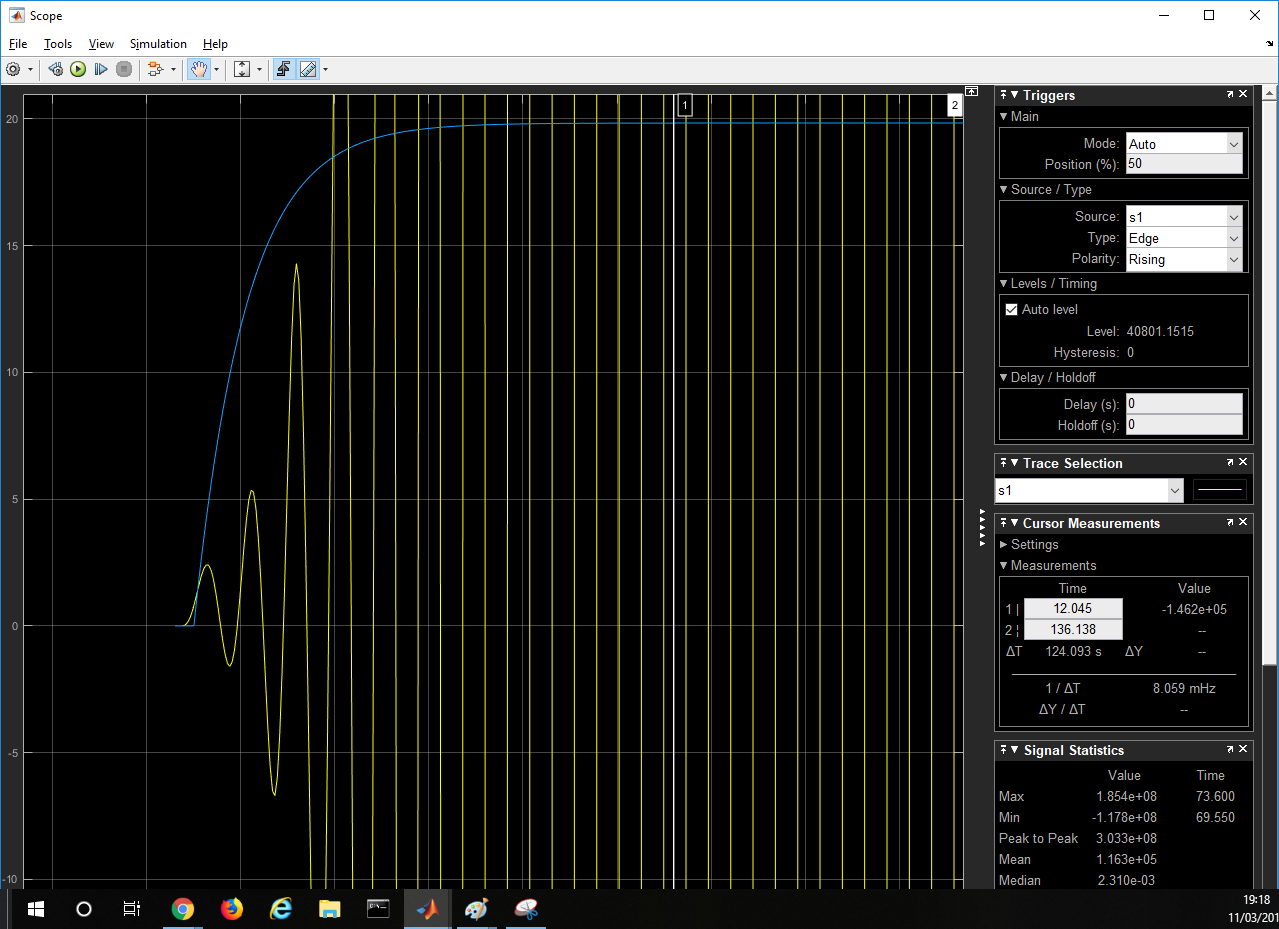 Scope
File Tools View Simulation Help
20
15
10
5
0
-5
-10
1
2
Triggers
Main
Mode: Auto
Position (%): 50
Source / Type
Source: s1
Type: Edge
Polarity: Rising
Levels / Timing
Auto level
Level: 40801.1515
Hysteresis: 0
Delay / Holdoff
Delay (s): 0
Holdoff (s): 0
Trace Selection
s1
Cursor Measurements
Settings
Measurements
Time Value
1 | 12.045 -1.462e+05
2 ¦ 136.138 --
ΔT 124.093 s ΔY --
1 / ΔT 8.059 mHz
ΔY / ΔT --
Signal Statistics
Value Time
Max 1.854e+08 73.600
Min -1.178e+08 69.550
Peak to Peak 3.033e+08
Mean 1.163e+05
Median 2.310e-03
19:18
11/03/201